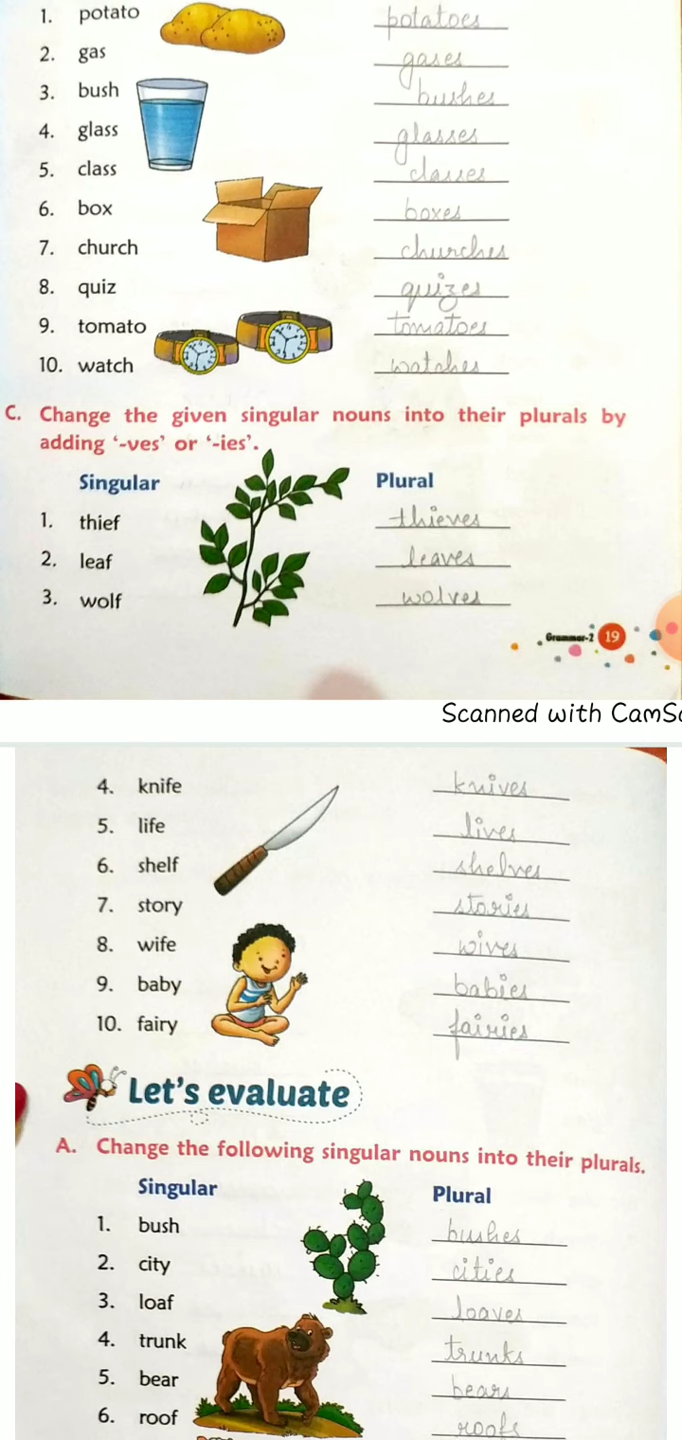 1. potato potatoes
2. gas gases
3. bush bushes
4. glass glasses
5. class classes
6. box boxes
7. church churches
8. quiz quizes
9. tomato tomatoes
10. watch watches
C. Change the given singular nouns into their plurals by
adding ‘-ves’ or ‘-ies’.
Singular Plural
1. thief thieves
2. leaf leaves
3. wolf wolves
Grammar-2 19
Scanned with CamSc
4. knife knives
5. life lives
6. shelf shelves
7. story stories
8. wife wives
9. baby babies
10. fairy fairies
Let's evaluate
A. Change the following singular nouns into their plurals.
Singular Plural
1. bush bushes
2. city cities
3. loaf loaves
4. trunk trunks
5. bear bears
6. roof roofs